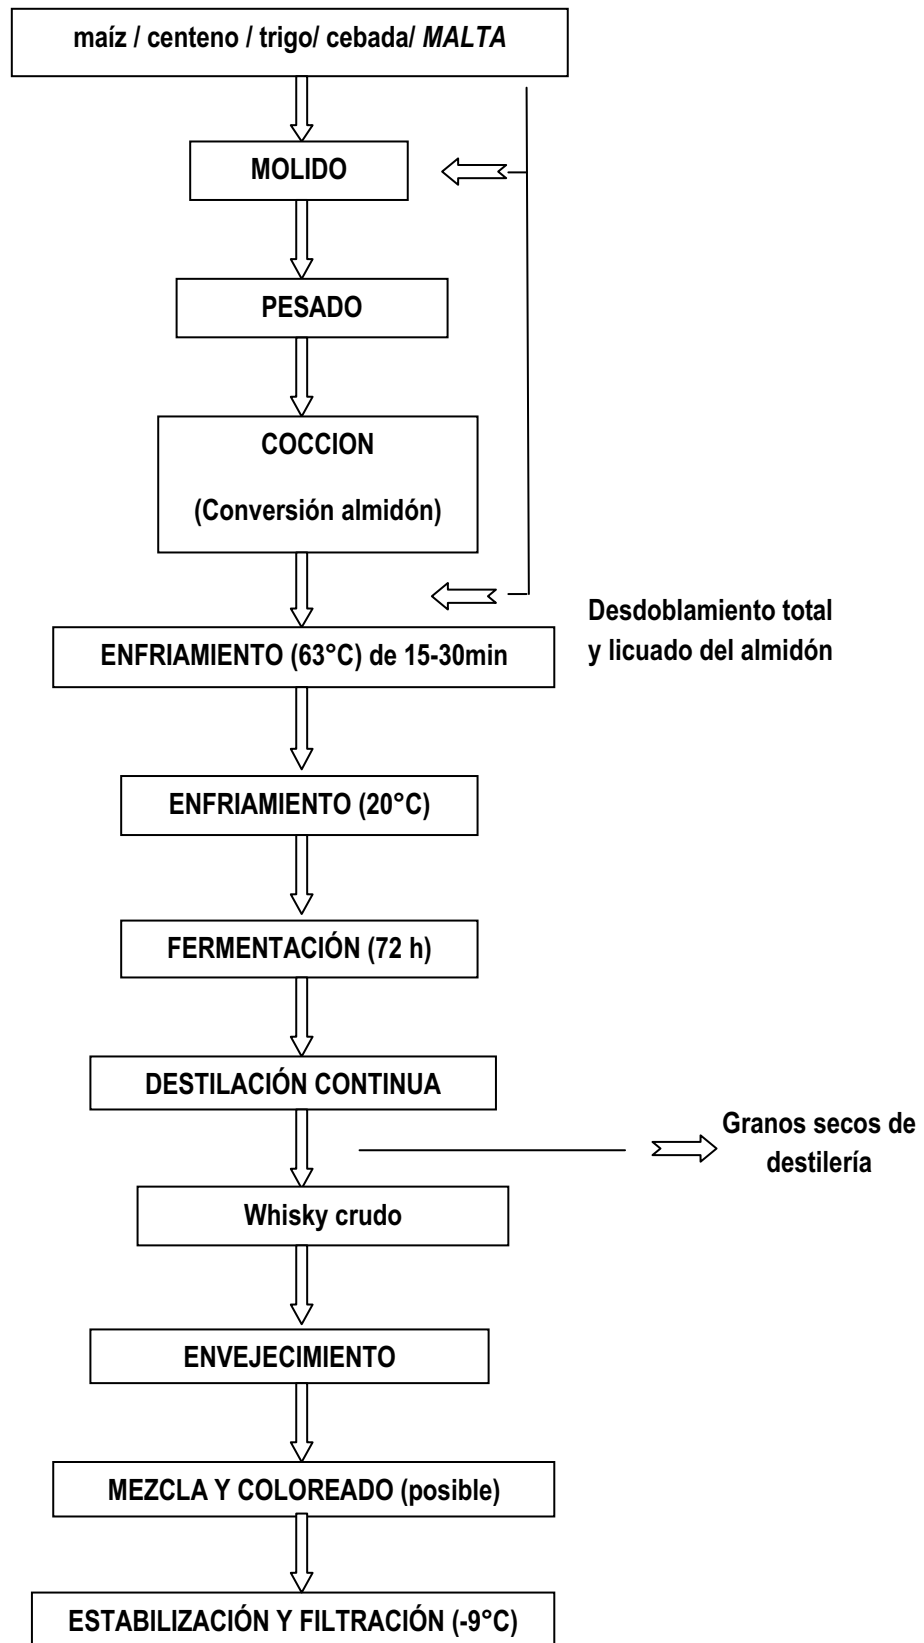 maíz / centeno / trigo/ cebada/ MALTA
MOLIDO
PESADO
COCCION
(Conversión almidón)
Desdoblamiento total
y licuado del almidón
ENFRIAMIENTO (63°C) de 15-30min
ENFRIAMIENTO (20°C)
FERMENTACIÓN (72 h)
DESTILACIÓN CONTINUA
Granos secos de
destilería
Whisky crudo
ENVEJECIMIENTO
MEZCLA Y COLOREADO (posible)
ESTABILIZACIÓN Y FILTRACIÓN (-9°C)